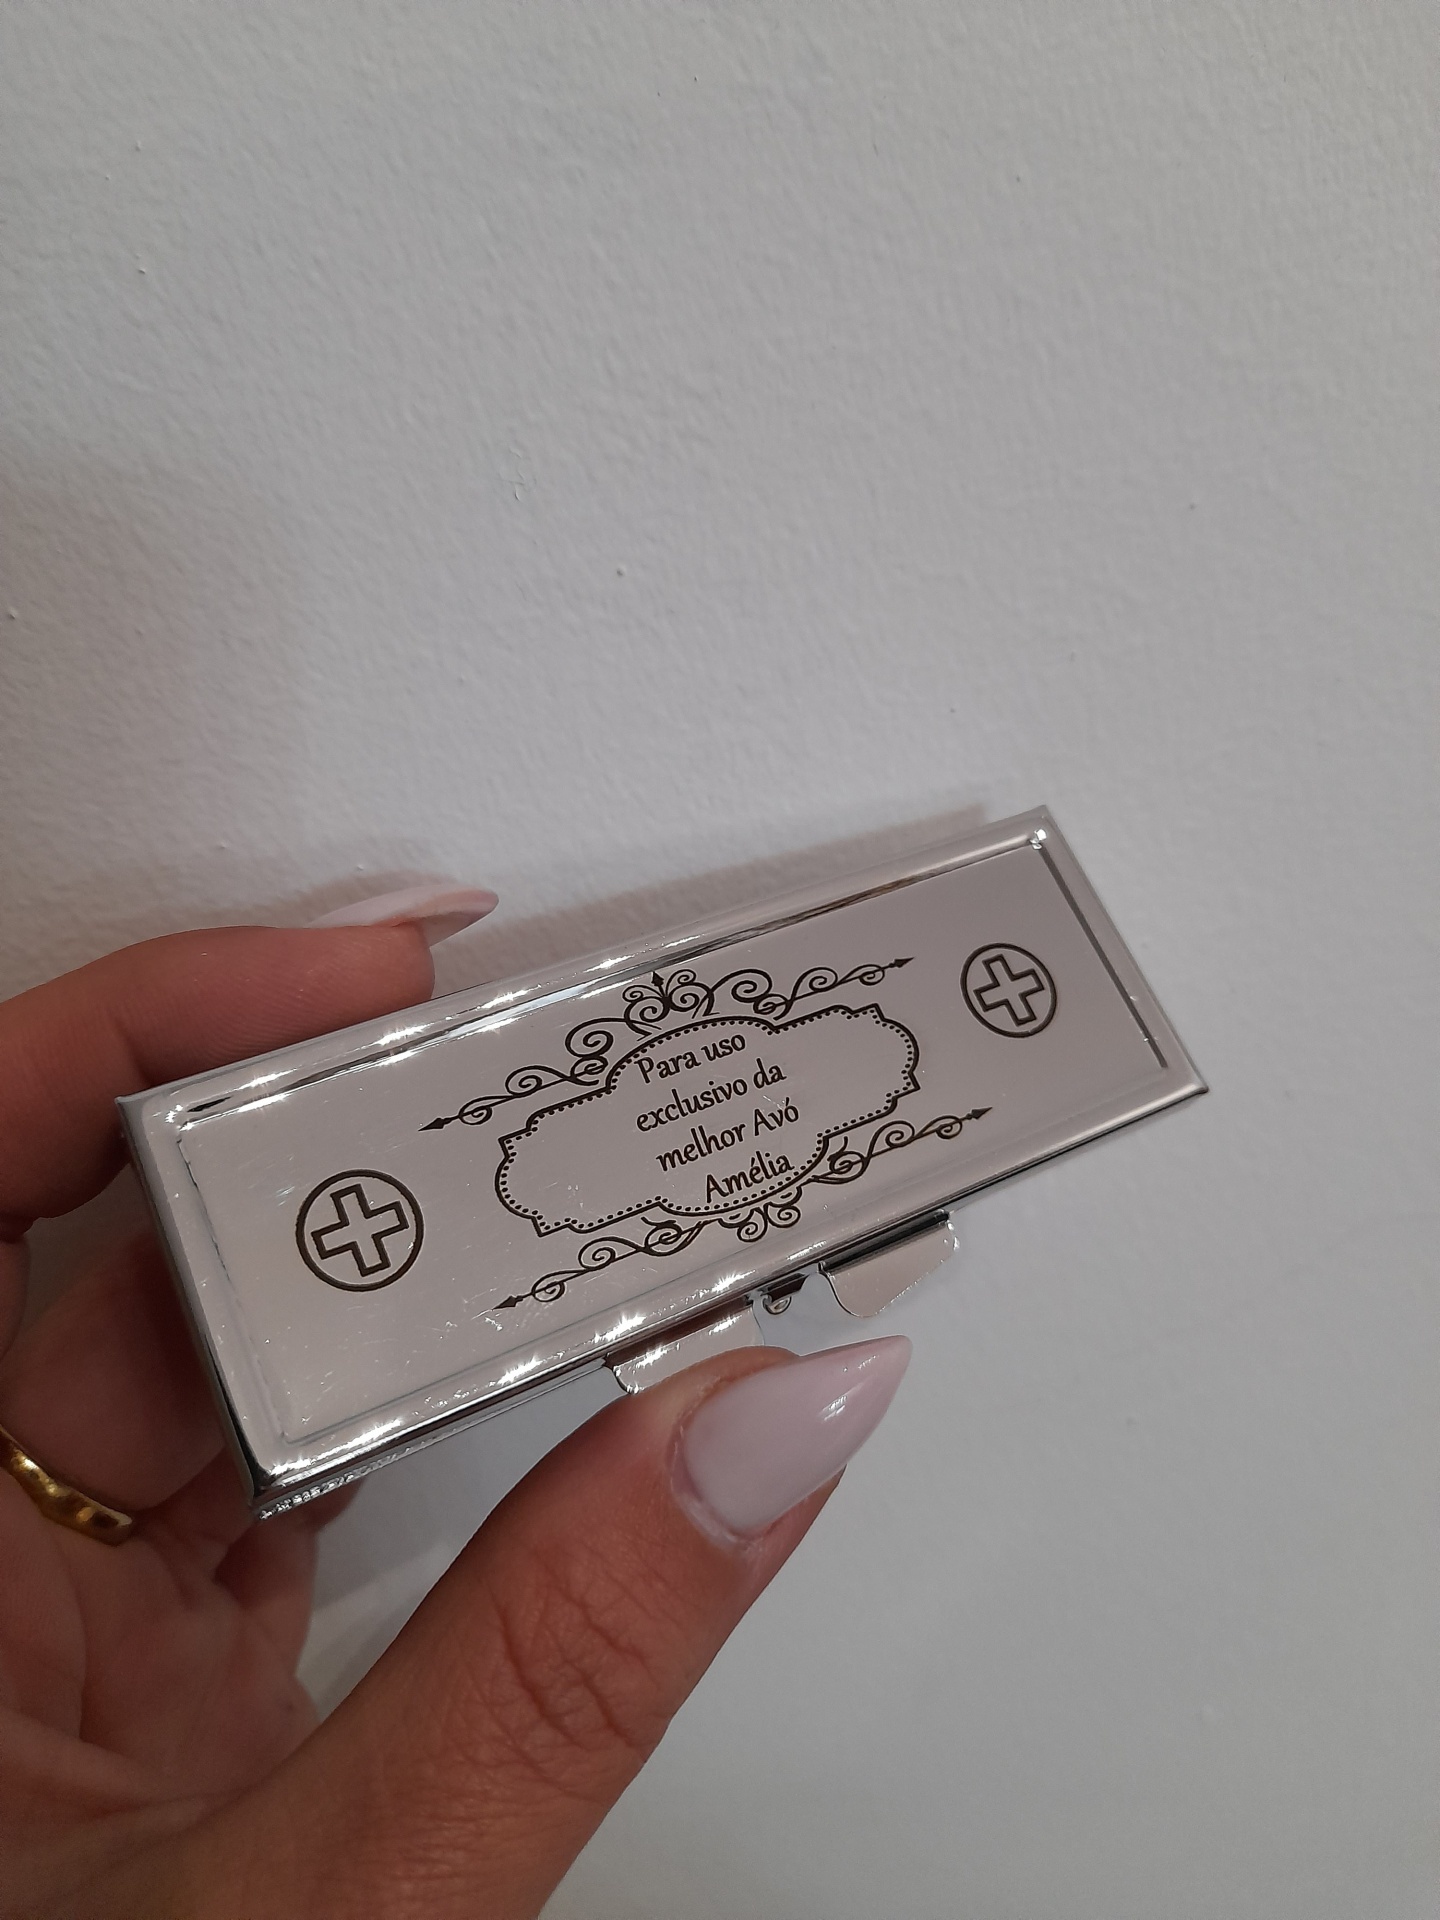 Para uso
exclusivo da
melhor Avó
Amélia